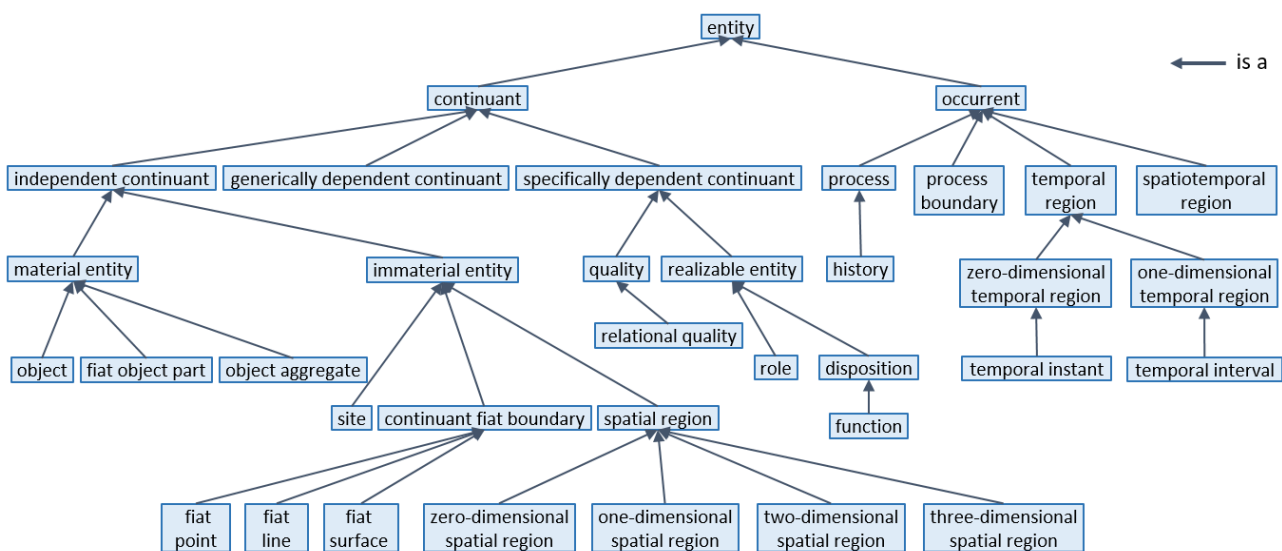 entity
is a
continuant
occurrent
independent continuant
generically dependent continuant
specifically dependent continuant
process
process
boundary
temporal
region
spatiotemporal
region
material entity
immaterial entity
quality
realizable entity
history
zero-dimensional
temporal region
one-dimensional
temporal region
relational quality
object
fiat object part
object aggregate
role
disposition
temporal instant
temporal interval
site
continuant fiat boundary
spatial region
function
fiat
point
fiat
line
fiat
surface
zero-dimensional
spatial region
one-dimensional
spatial region
two-dimensional
spatial region
three-dimensional
spatial region